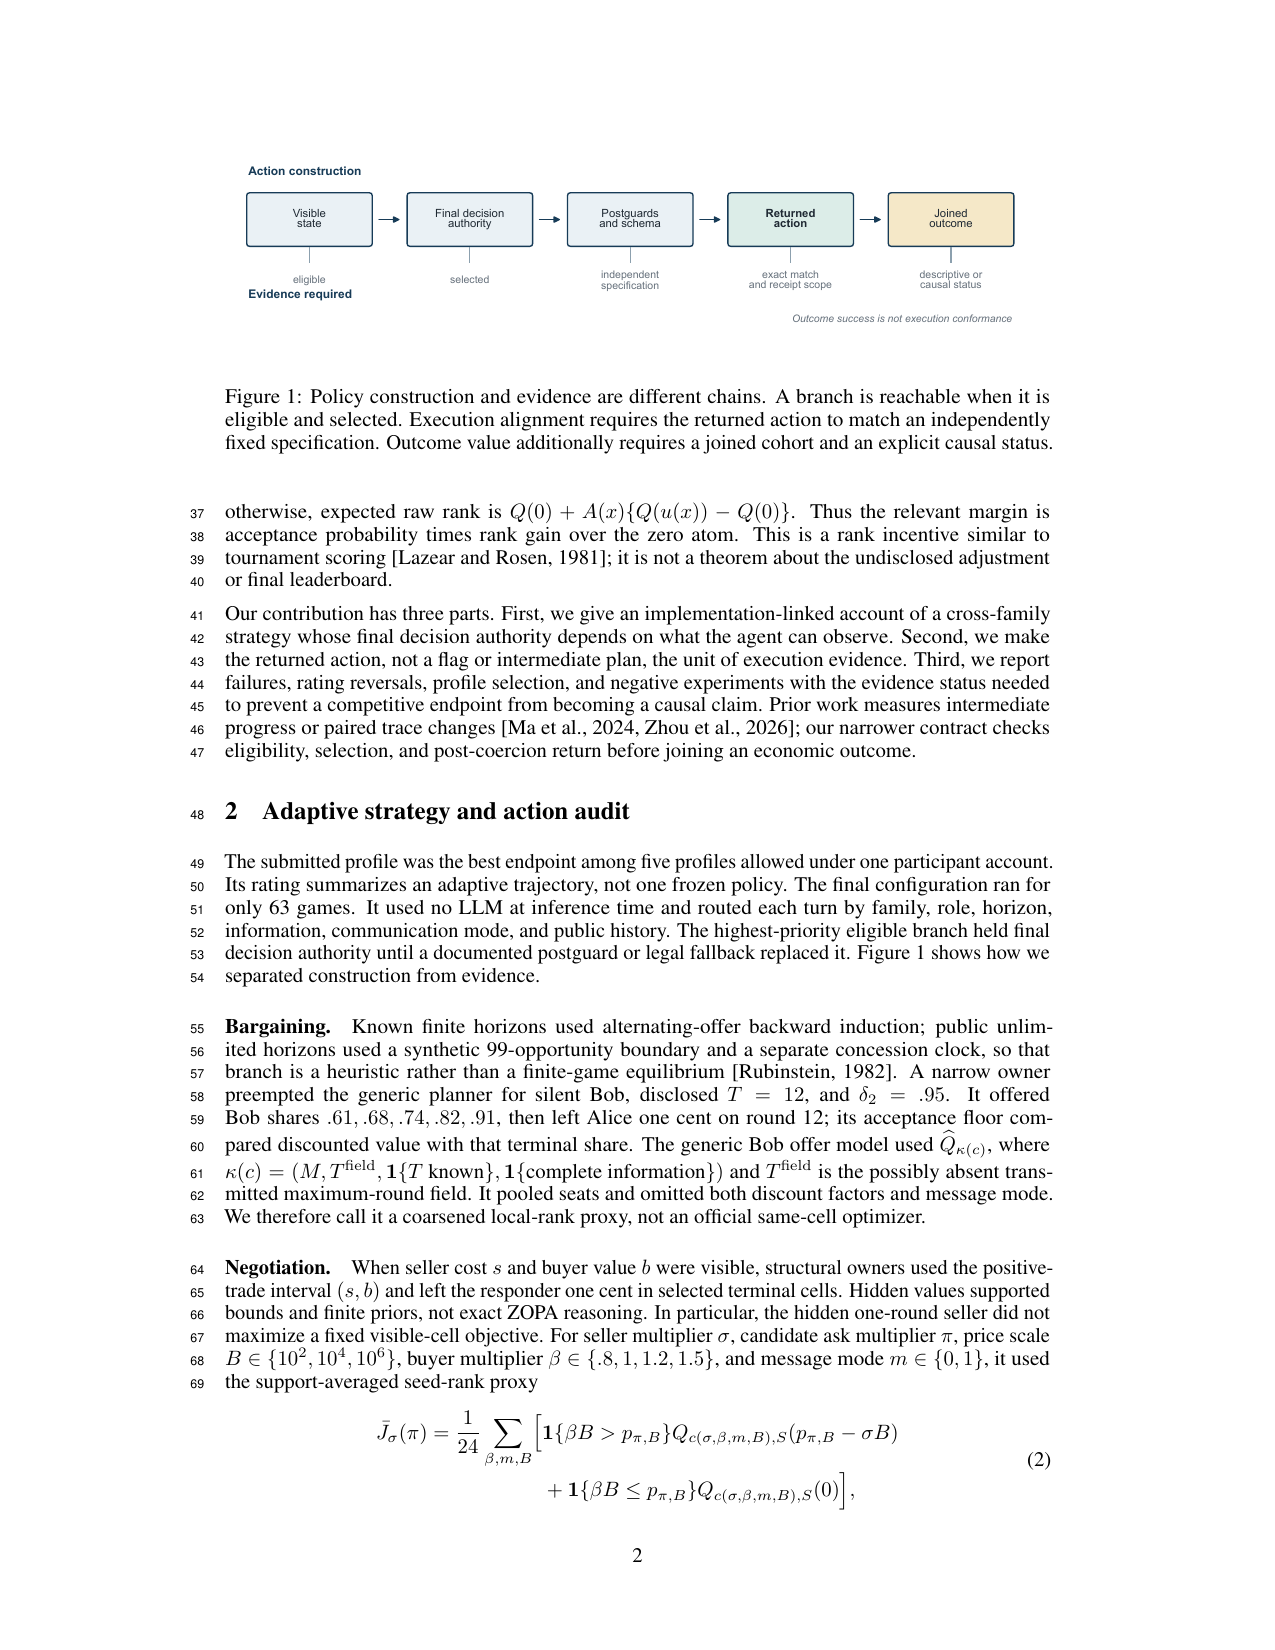 Action construction
Visible state
Final decision authority
Postguards and schema
Returned action
Joined outcome
eligible
selected
independent specification
exact match and receipt scope
descriptive or causal status
Evidence required
Outcome success is not execution conformance
Figure 1: Policy construction and evidence are different chains. A branch is reachable when it is
eligible and selected. Execution alignment requires the returned action to match an independently
fixed specification. Outcome value additionally requires a joined cohort and an explicit causal status.
37 otherwise, expected raw rank is Q(0) + A(x){Q(u(x)) − Q(0)}. Thus the relevant margin is
38 acceptance probability times rank gain over the zero atom. This is a rank incentive similar to
39 tournament scoring [Lazear and Rosen, 1981]; it is not a theorem about the undisclosed adjustment
40 or final leaderboard.
41 Our contribution has three parts. First, we give an implementation-linked account of a cross-family
42 strategy whose final decision authority depends on what the agent can observe. Second, we make
43 the returned action, not a flag or intermediate plan, the unit of execution evidence. Third, we report
44 failures, rating reversals, profile selection, and negative experiments with the evidence status needed
45 to prevent a competitive endpoint from becoming a causal claim. Prior work measures intermediate
46 progress or paired trace changes [Ma et al., 2024, Zhou et al., 2026]; our narrower contract checks
47 eligibility, selection, and post-coercion return before joining an economic outcome.
48 2 Adaptive strategy and action audit
49 The submitted profile was the best endpoint among five profiles allowed under one participant account.
50 Its rating summarizes an adaptive trajectory, not one frozen policy. The final configuration ran for
51 only 63 games. It used no LLM at inference time and routed each turn by family, role, horizon,
52 information, communication mode, and public history. The highest-priority eligible branch held final
53 decision authority until a documented postguard or legal fallback replaced it. Figure 1 shows how we
54 separated construction from evidence.
55 Bargaining. Known finite horizons used alternating-offer backward induction; public unlim-
56 ited horizons used a synthetic 99-opportunity boundary and a separate concession clock, so that
57 branch is a heuristic rather than a finite-game equilibrium [Rubinstein, 1982]. A narrow owner
58 preempted the generic planner for silent Bob, disclosed T = 12, and δ₂ = .95. It offered
59 Bob shares .61, .68, .74, .82, .91, then left Alice one cent on round 12; its acceptance floor com-
60 pared discounted value with that terminal share. The generic Bob offer model used Q̂_{κ(c)}, where
61 κ(c) = (M, T^{field}, 1{T known}, 1{complete information}) and T^{field} is the possibly absent trans-
62 mitted maximum-round field. It pooled seats and omitted both discount factors and message mode.
63 We therefore call it a coarsened local-rank proxy, not an official same-cell optimizer.
64 Negotiation. When seller cost s and buyer value b were visible, structural owners used the positive-
65 trade interval (s, b) and left the responder one cent in selected terminal cells. Hidden values supported
66 bounds and finite priors, not exact ZOPA reasoning. In particular, the hidden one-round seller did not
67 maximize a fixed visible-cell objective. For seller multiplier σ, candidate ask multiplier π, price scale
68 B ∈ {10², 10⁴, 10⁶}, buyer multiplier β ∈ {.8, 1, 1.2, 1.5}, and message mode m ∈ {0, 1}, it used
69 the support-averaged seed-rank proxy
J̄_σ(π) = 1/24 ∑_{β,m,B} [1{βB > p_{π,B}}Q_{c(σ,β,m,B),S}(p_{π,B} − σB)
+ 1{βB ≤ p_{π,B}}Q_{c(σ,β,m,B),S}(0)], (2)
2